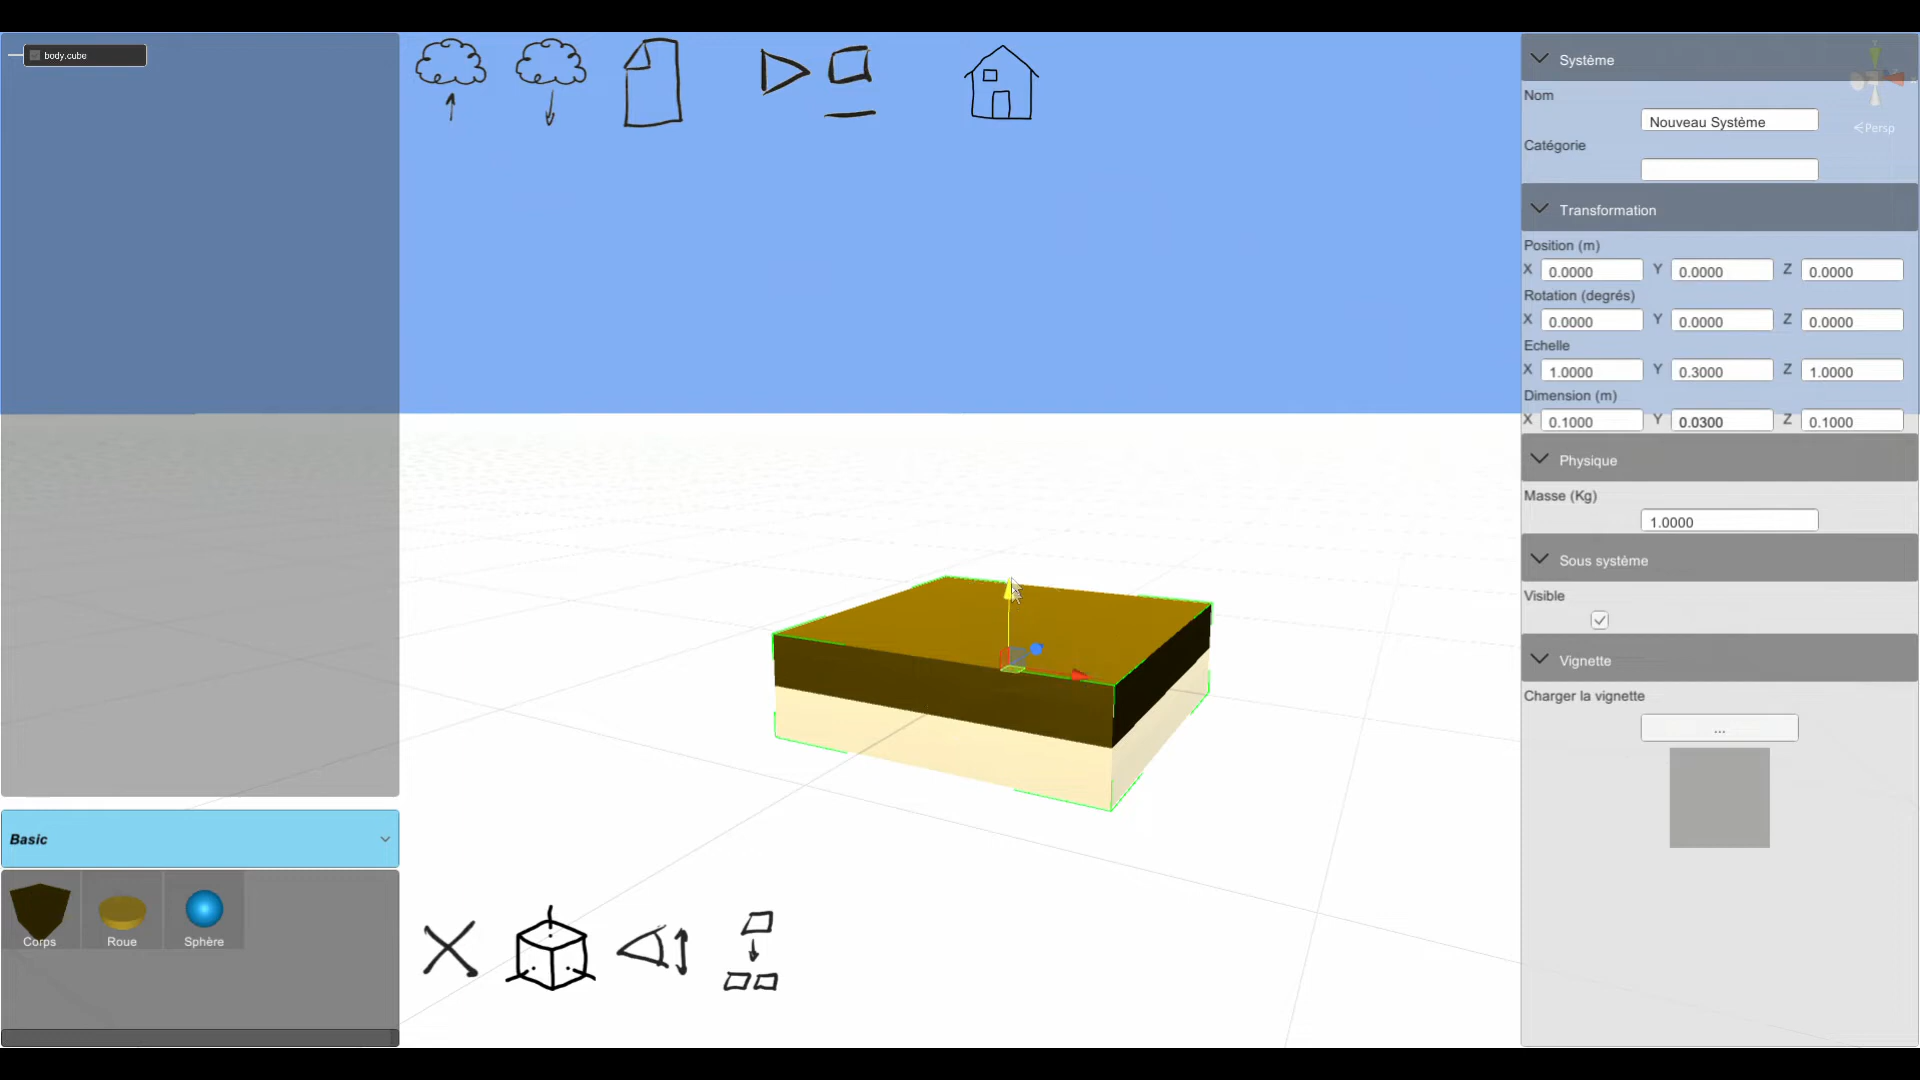 body.cube
Système
Nom
Nouveau Système
Persp
Catégorie
Transformation
Position (m)
X 0.0000 Y 0.0000 Z 0.0000
Rotation (degrés)
X 0.0000 Y 0.0000 Z 0.0000
Echelle
X 1.0000 Y 0.3000 Z 1.0000
Dimension (m)
X 0.1000 Y 0.0300 Z 0.1000
Physique
Masse (Kg)
1.0000
Sous système
Visible
Vignette
Charger la vignette
...
Basic
Corps Roue Sphère